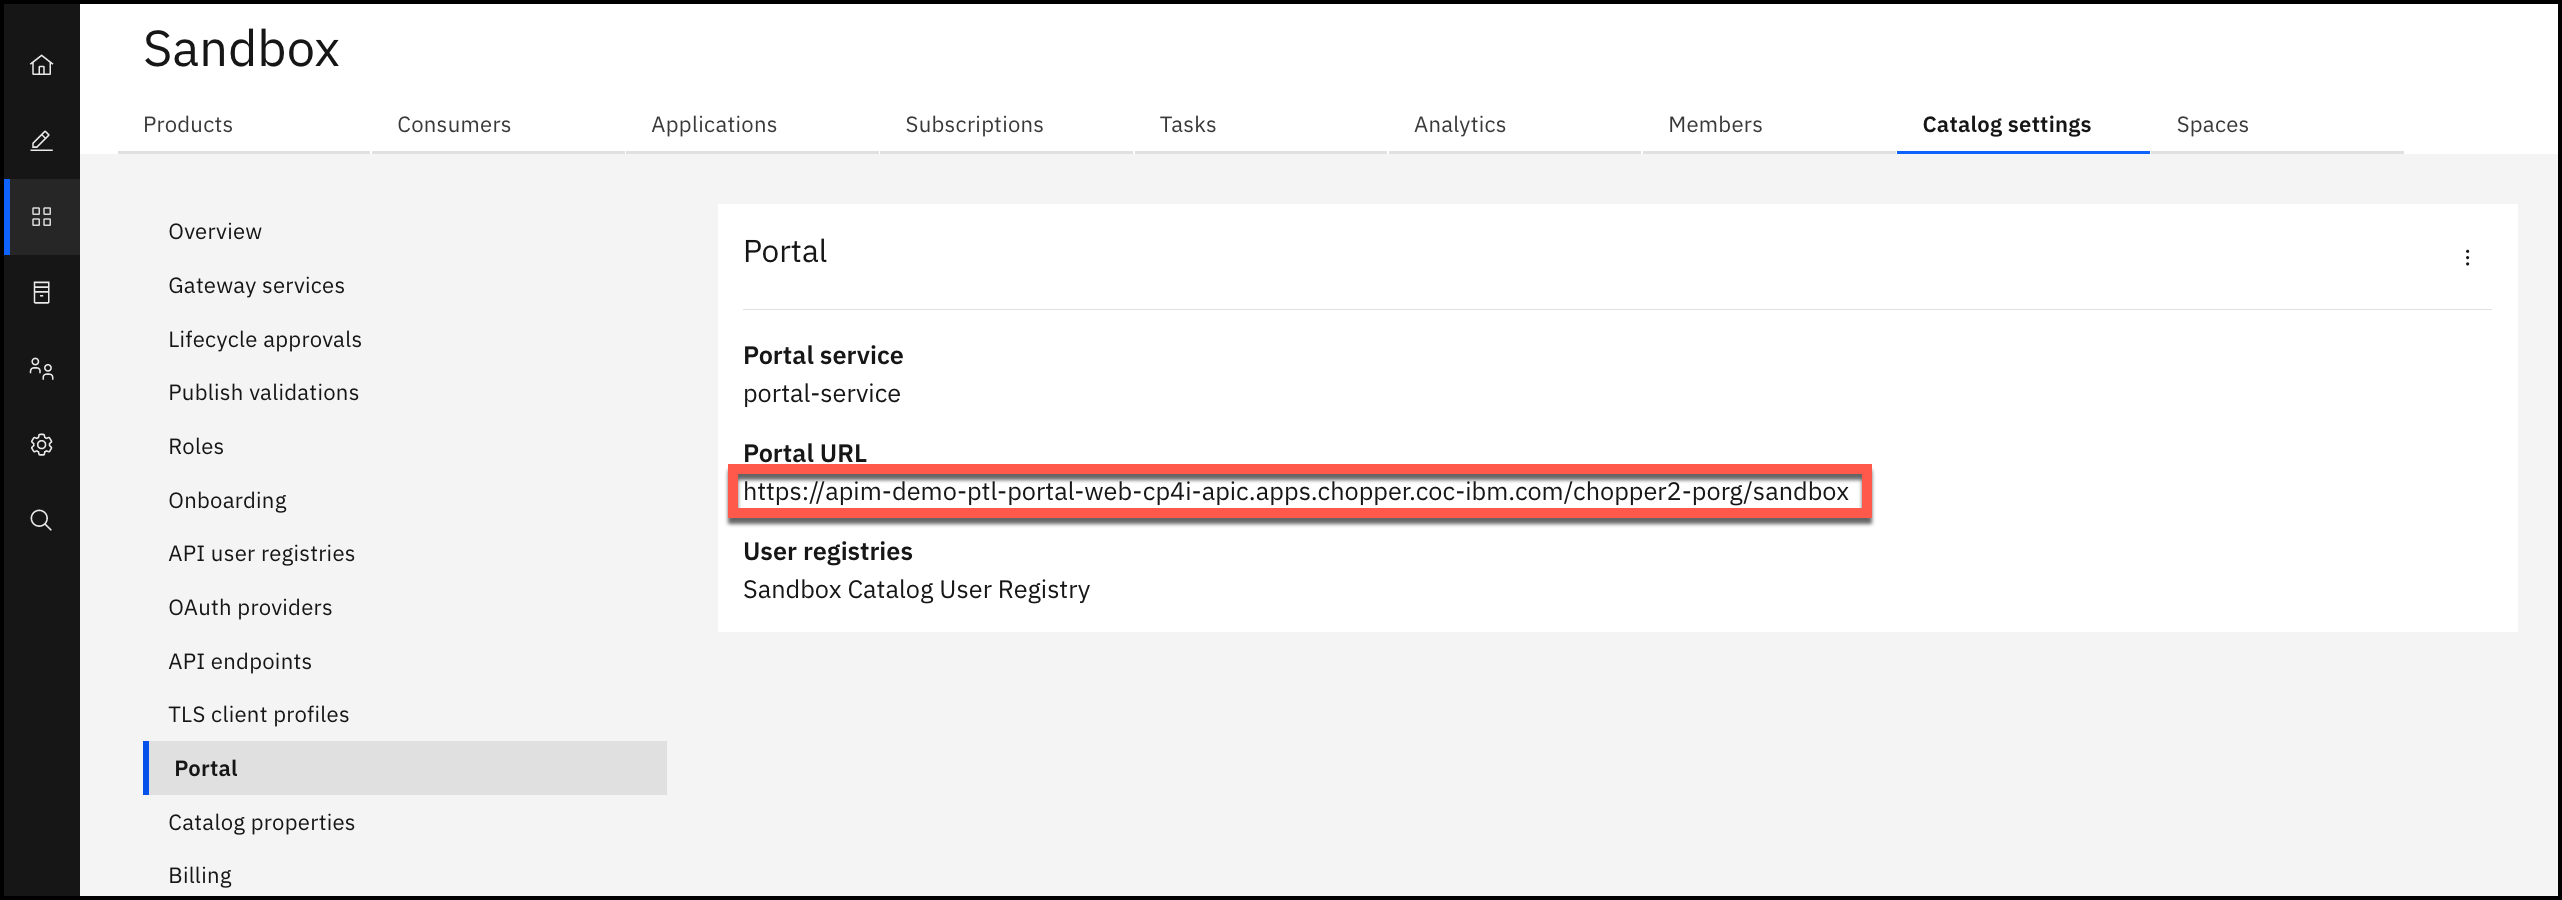 Sandbox
Products
Consumers
Applications
Subscriptions
Tasks
Analytics
Members
Catalog settings
Spaces
Overview
Gateway services
Lifecycle approvals
Publish validations
Roles
Onboarding
API user registries
OAuth providers
API endpoints
TLS client profiles
Portal
Catalog properties
Billing
Portal
Portal service
portal-service
Portal URL
https://apim-demo-ptl-portal-web-cp4i-apic.apps.chopper.coc-ibm.com/chopper2-porg/sandbox
User registries
Sandbox Catalog User Registry